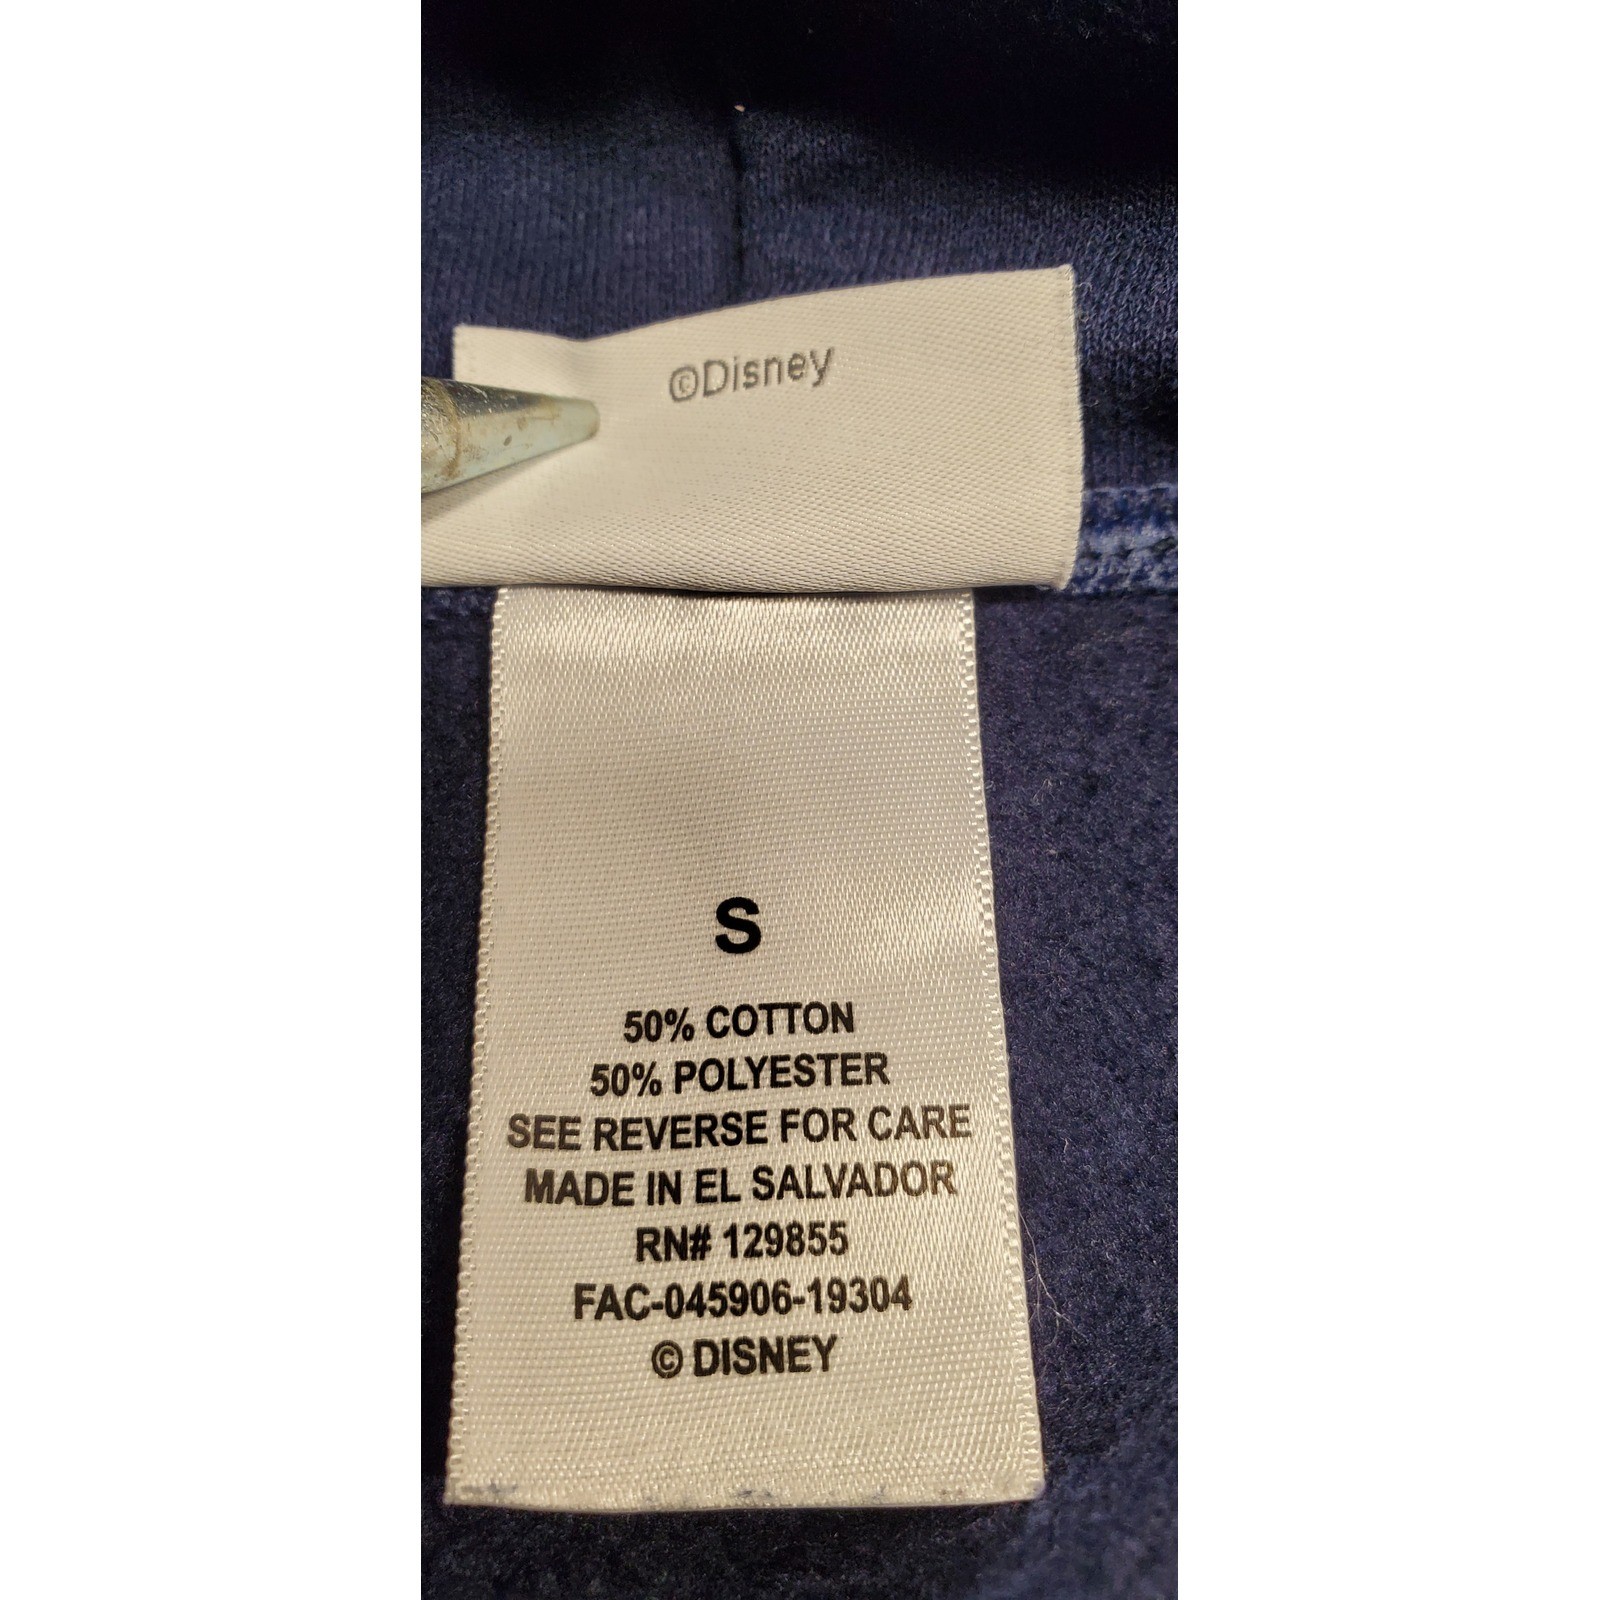 ©Disney
S
50% COTTON
50% POLYESTER
SEE REVERSE FOR CARE
MADE IN EL SALVADOR
RN# 129855
FAC-045906-19304
© DISNEY